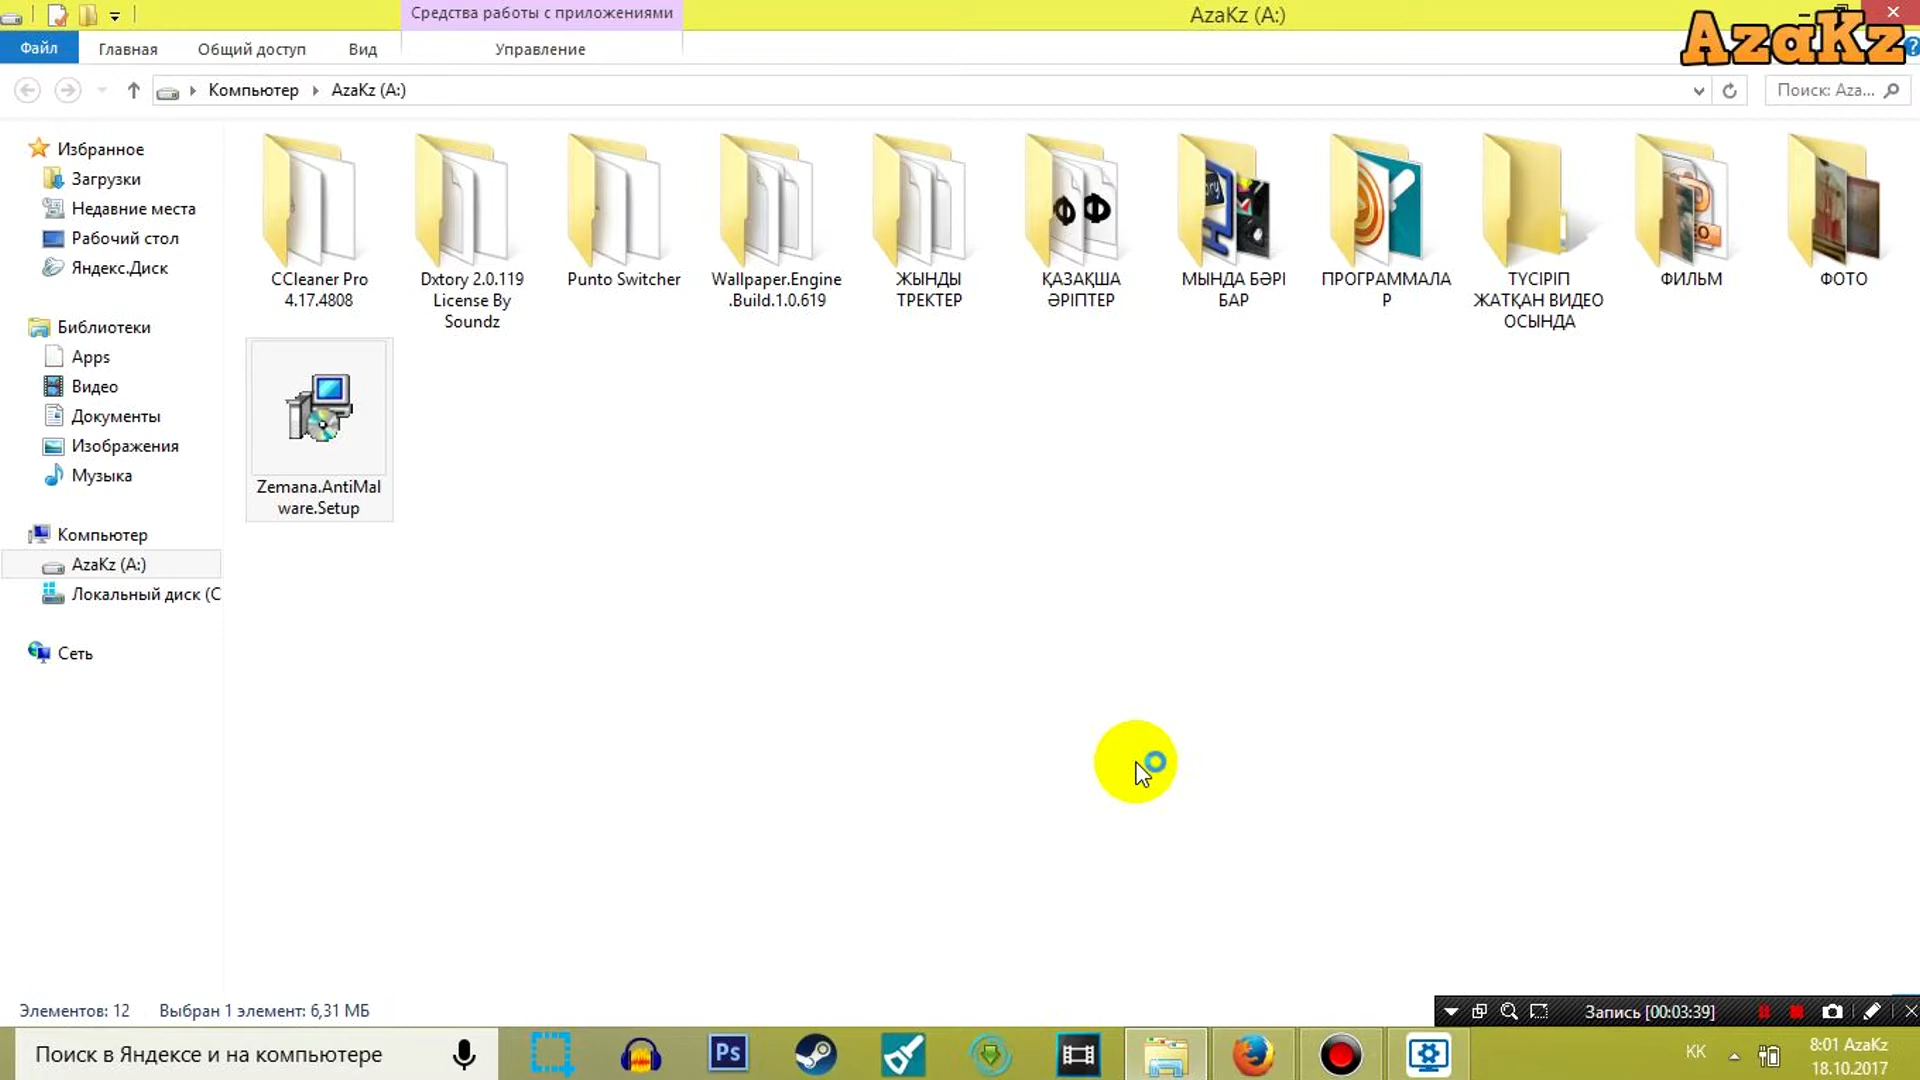 Средства работы с приложениями
AzaKz (A:)
AzaKz
Файл
Главная
Общий доступ
Вид
Управление
Компьютер
AzaKz (A:)
Поиск: Aza...
Избранное
Загрузки
Недавние места
Рабочий стол
Яндекс.Диск
Библиотеки
Apps
Видео
Документы
Изображения
Музыка
Компьютер
AzaKz (A:)
Локальный диск (C
Сеть
CCleaner Pro
4.17.4808
Dxtory 2.0.119
License By
Soundz
Punto Switcher
Wallpaper.Engine
.Build.1.0.619
ЖЫНДЫ
ТРЕКТЕР
Ф Ф
ҚАЗАҚША
ӘРІПТЕР
МЫНДА БӘРІ
БАР
ПРОГРАММАЛА
Р
ТҮСІРІП
ЖАТҚАН ВИДЕО
ОСЫНДА
ФИЛЬМ
ФОТО
Zemana.AntiMal
ware.Setup
Элементов: 12
Выбран 1 элемент: 6,31 МБ
Запись [00:03:39]
Поиск в Яндексе и на компьютере
Ps
KK
8:01 AzaKz
18.10.2017